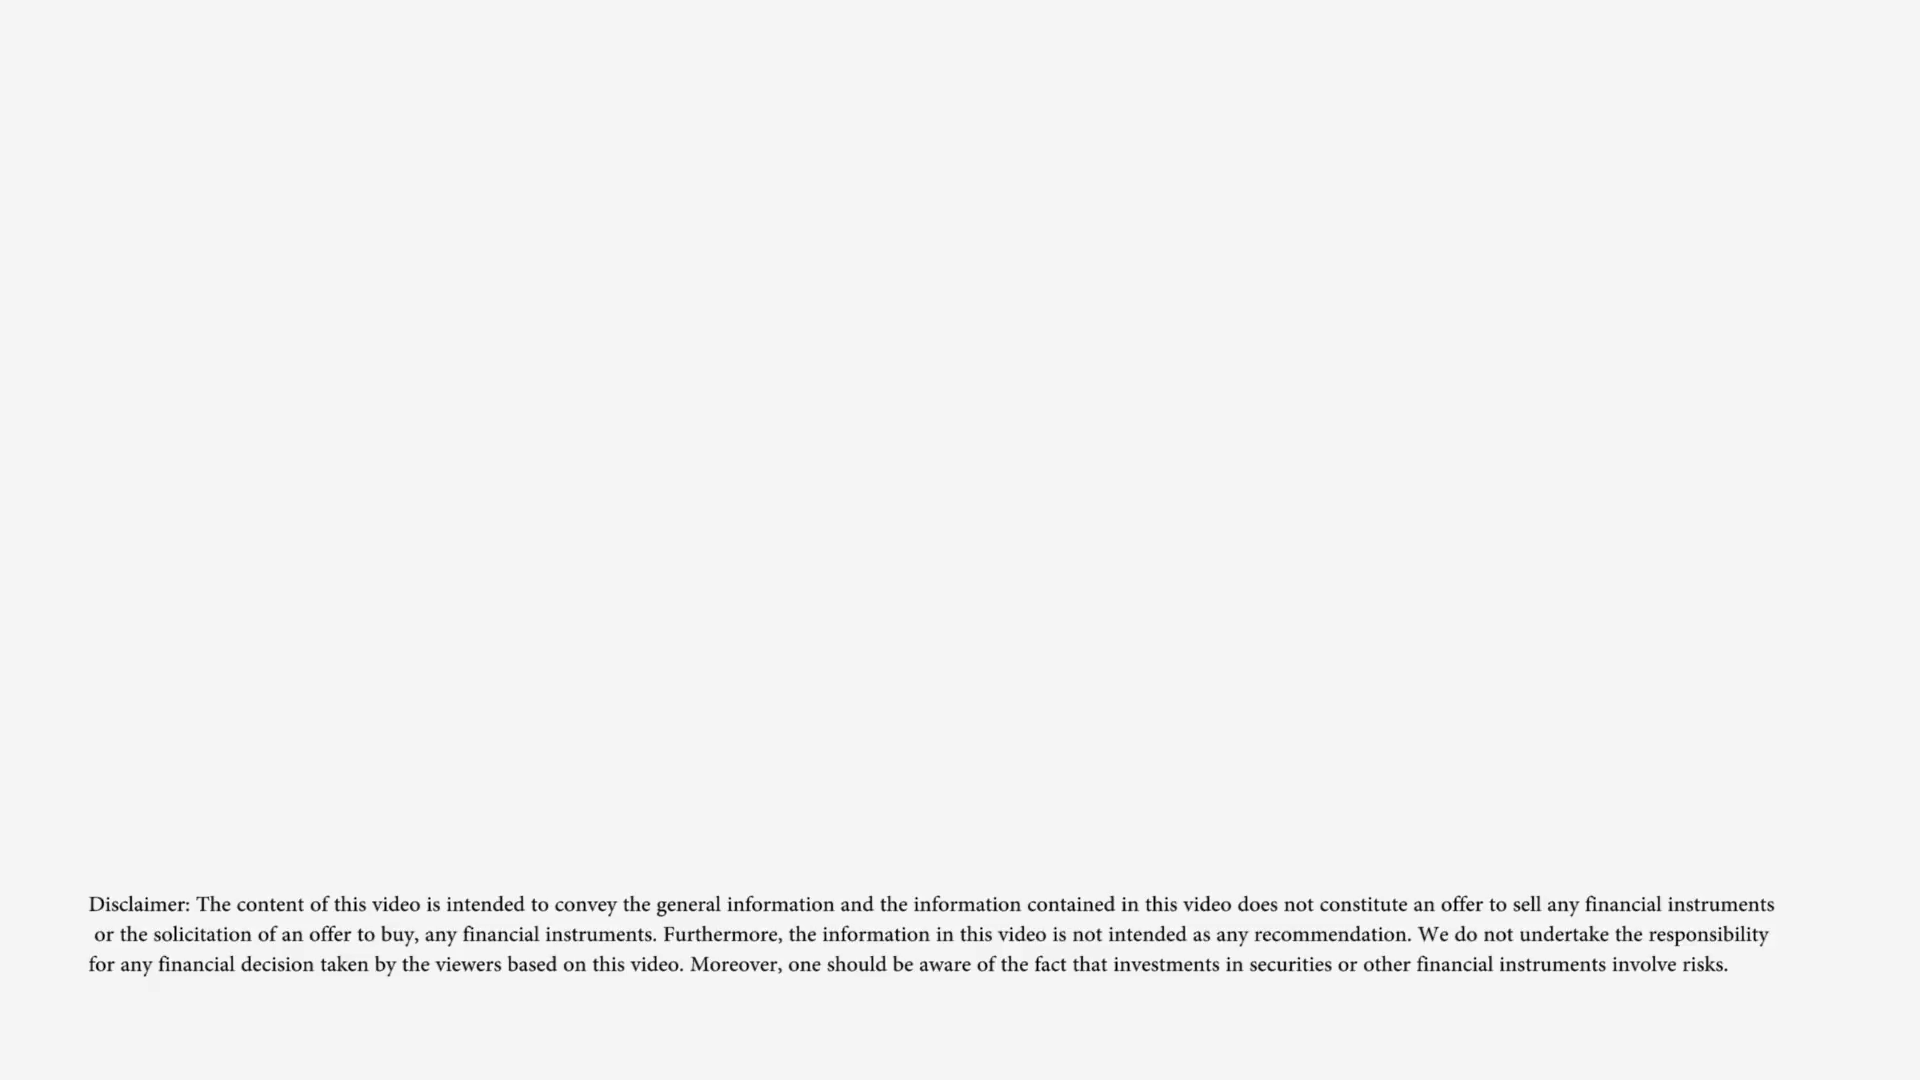 Disclaimer: The content of this video is intended to convey the general information and the information contained in this video does not constitute an offer to sell any financial instruments
or the solicitation of an offer to buy, any financial instruments. Furthermore, the information in this video is not intended as any recommendation. We do not undertake the responsibility
for any financial decision taken by the viewers based on this video. Moreover, one should be aware of the fact that investments in securities or other financial instruments involve risks.